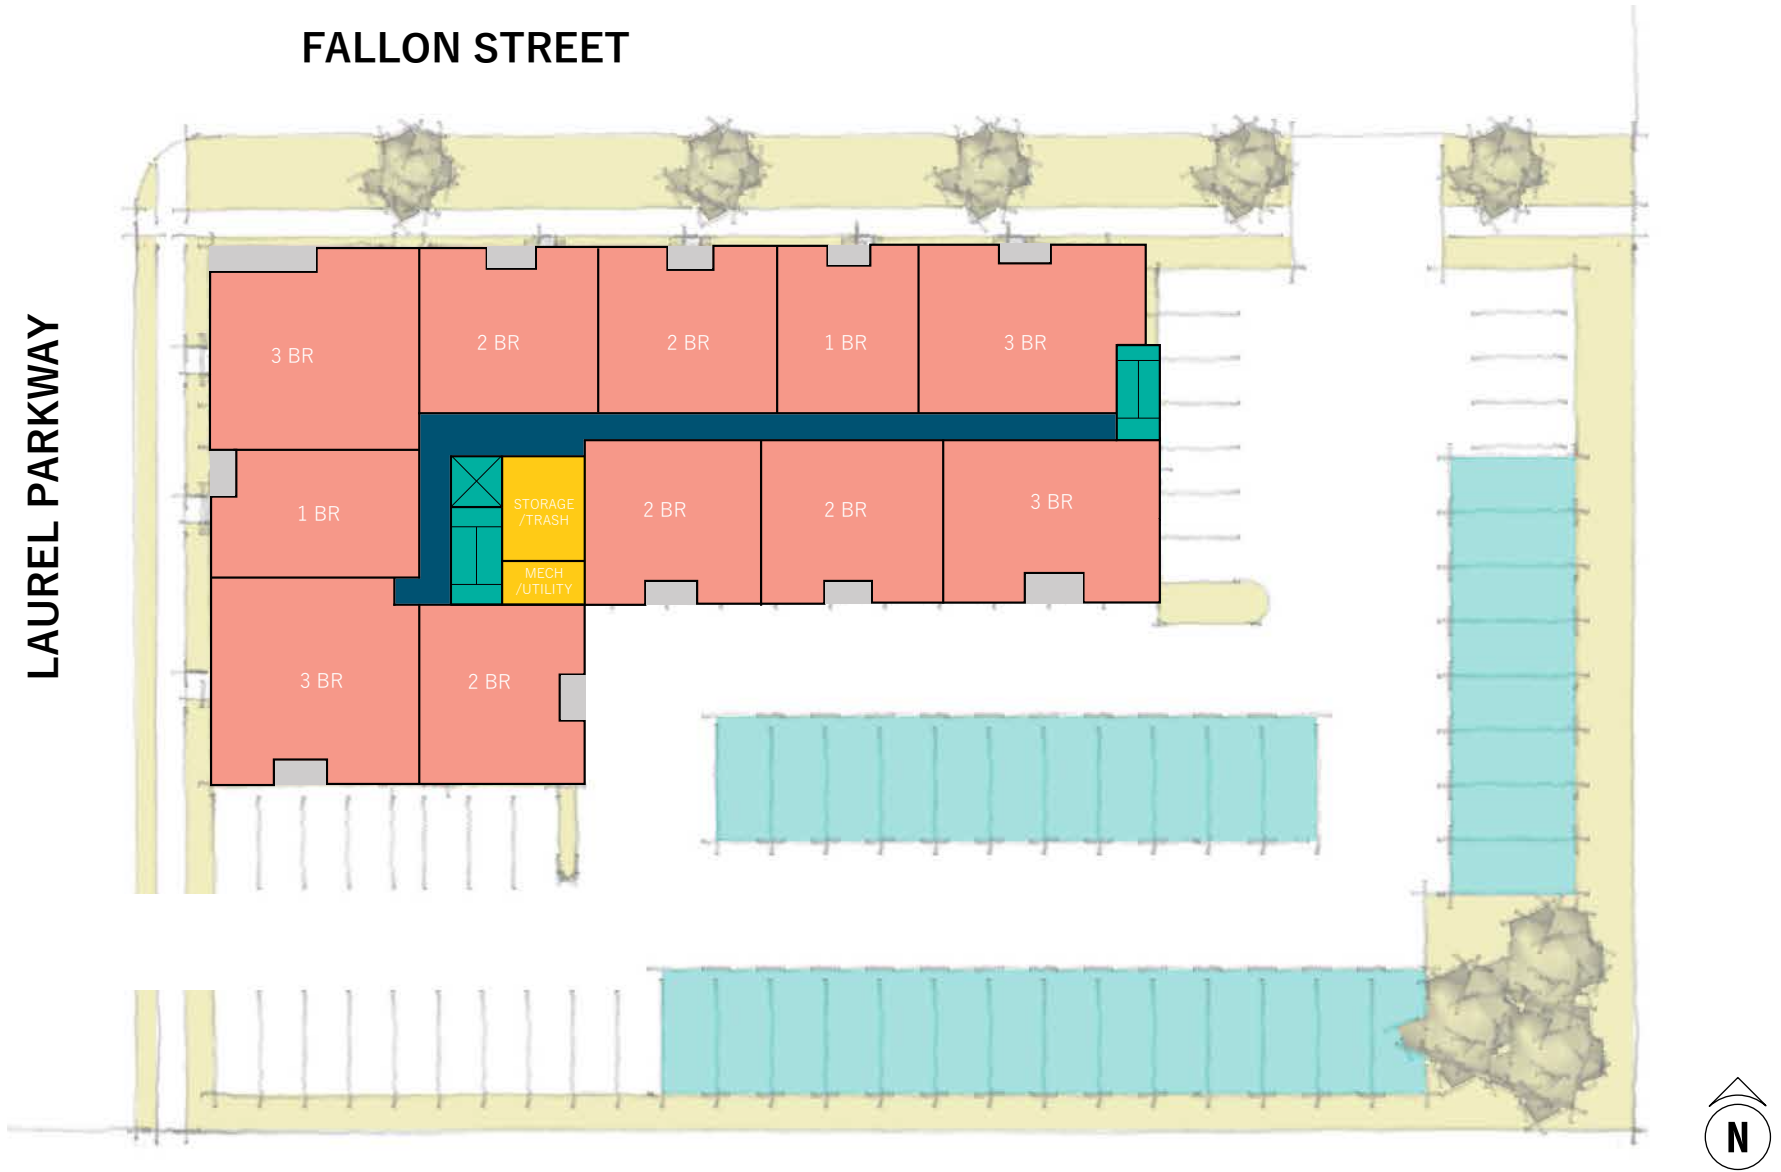 FALLON STREET
LAUREL PARKWAY
3 BR
2 BR
2 BR
1 BR
3 BR
1 BR
STORAGE
/TRASH
MECH
/UTILITY
2 BR
2 BR
3 BR
3 BR
2 BR
N